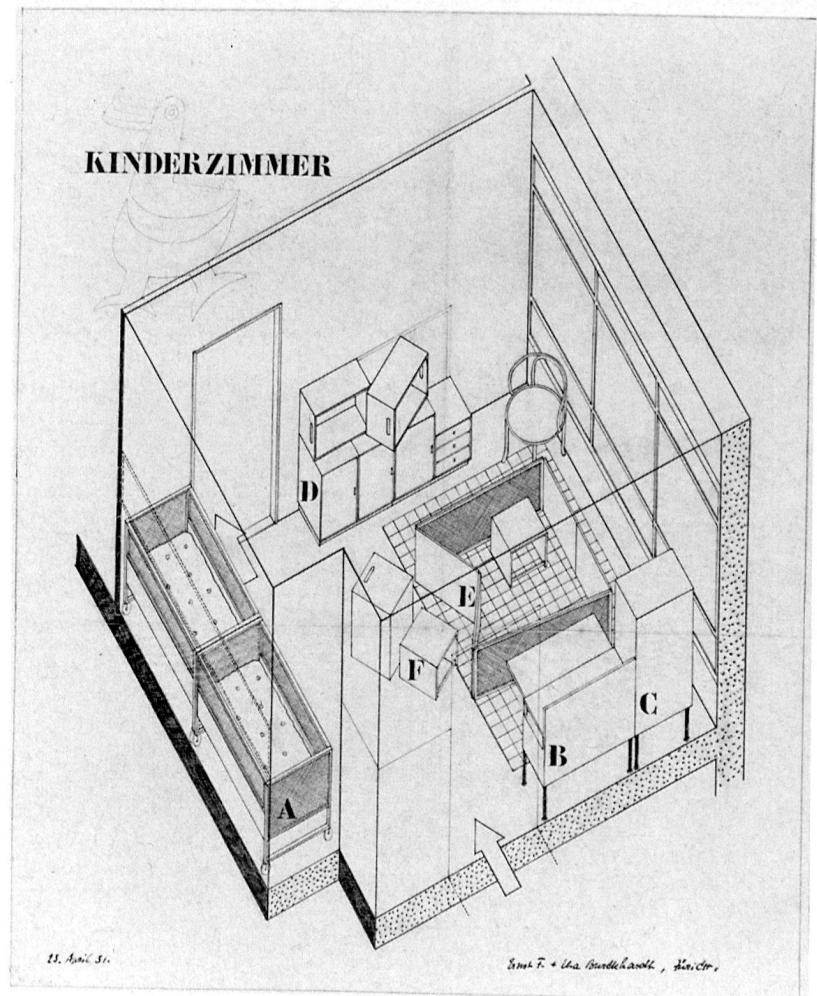 KINDERZIMMER
D
E
F
C
B
A
23. April 31.
Ernst F. + Elsa Burckhardt, Zürich.